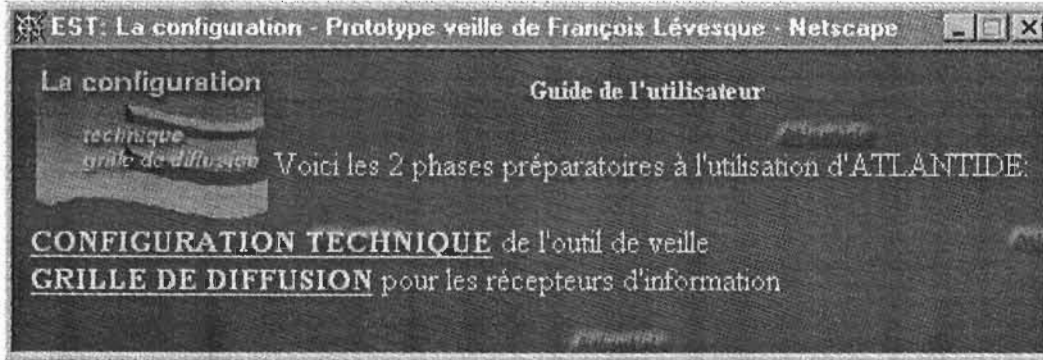 EST: La configuration - Prototype veille de François Lévesque - Netscape
La configuration
Guide de l'utilisateur
technique
grille de diffusion
Voici les 2 phases préparatoires à l'utilisation d'ATLANTIDE:
CONFIGURATION TECHNIQUE de l'outil de veille
GRILLE DE DIFFUSION pour les récepteurs d'information